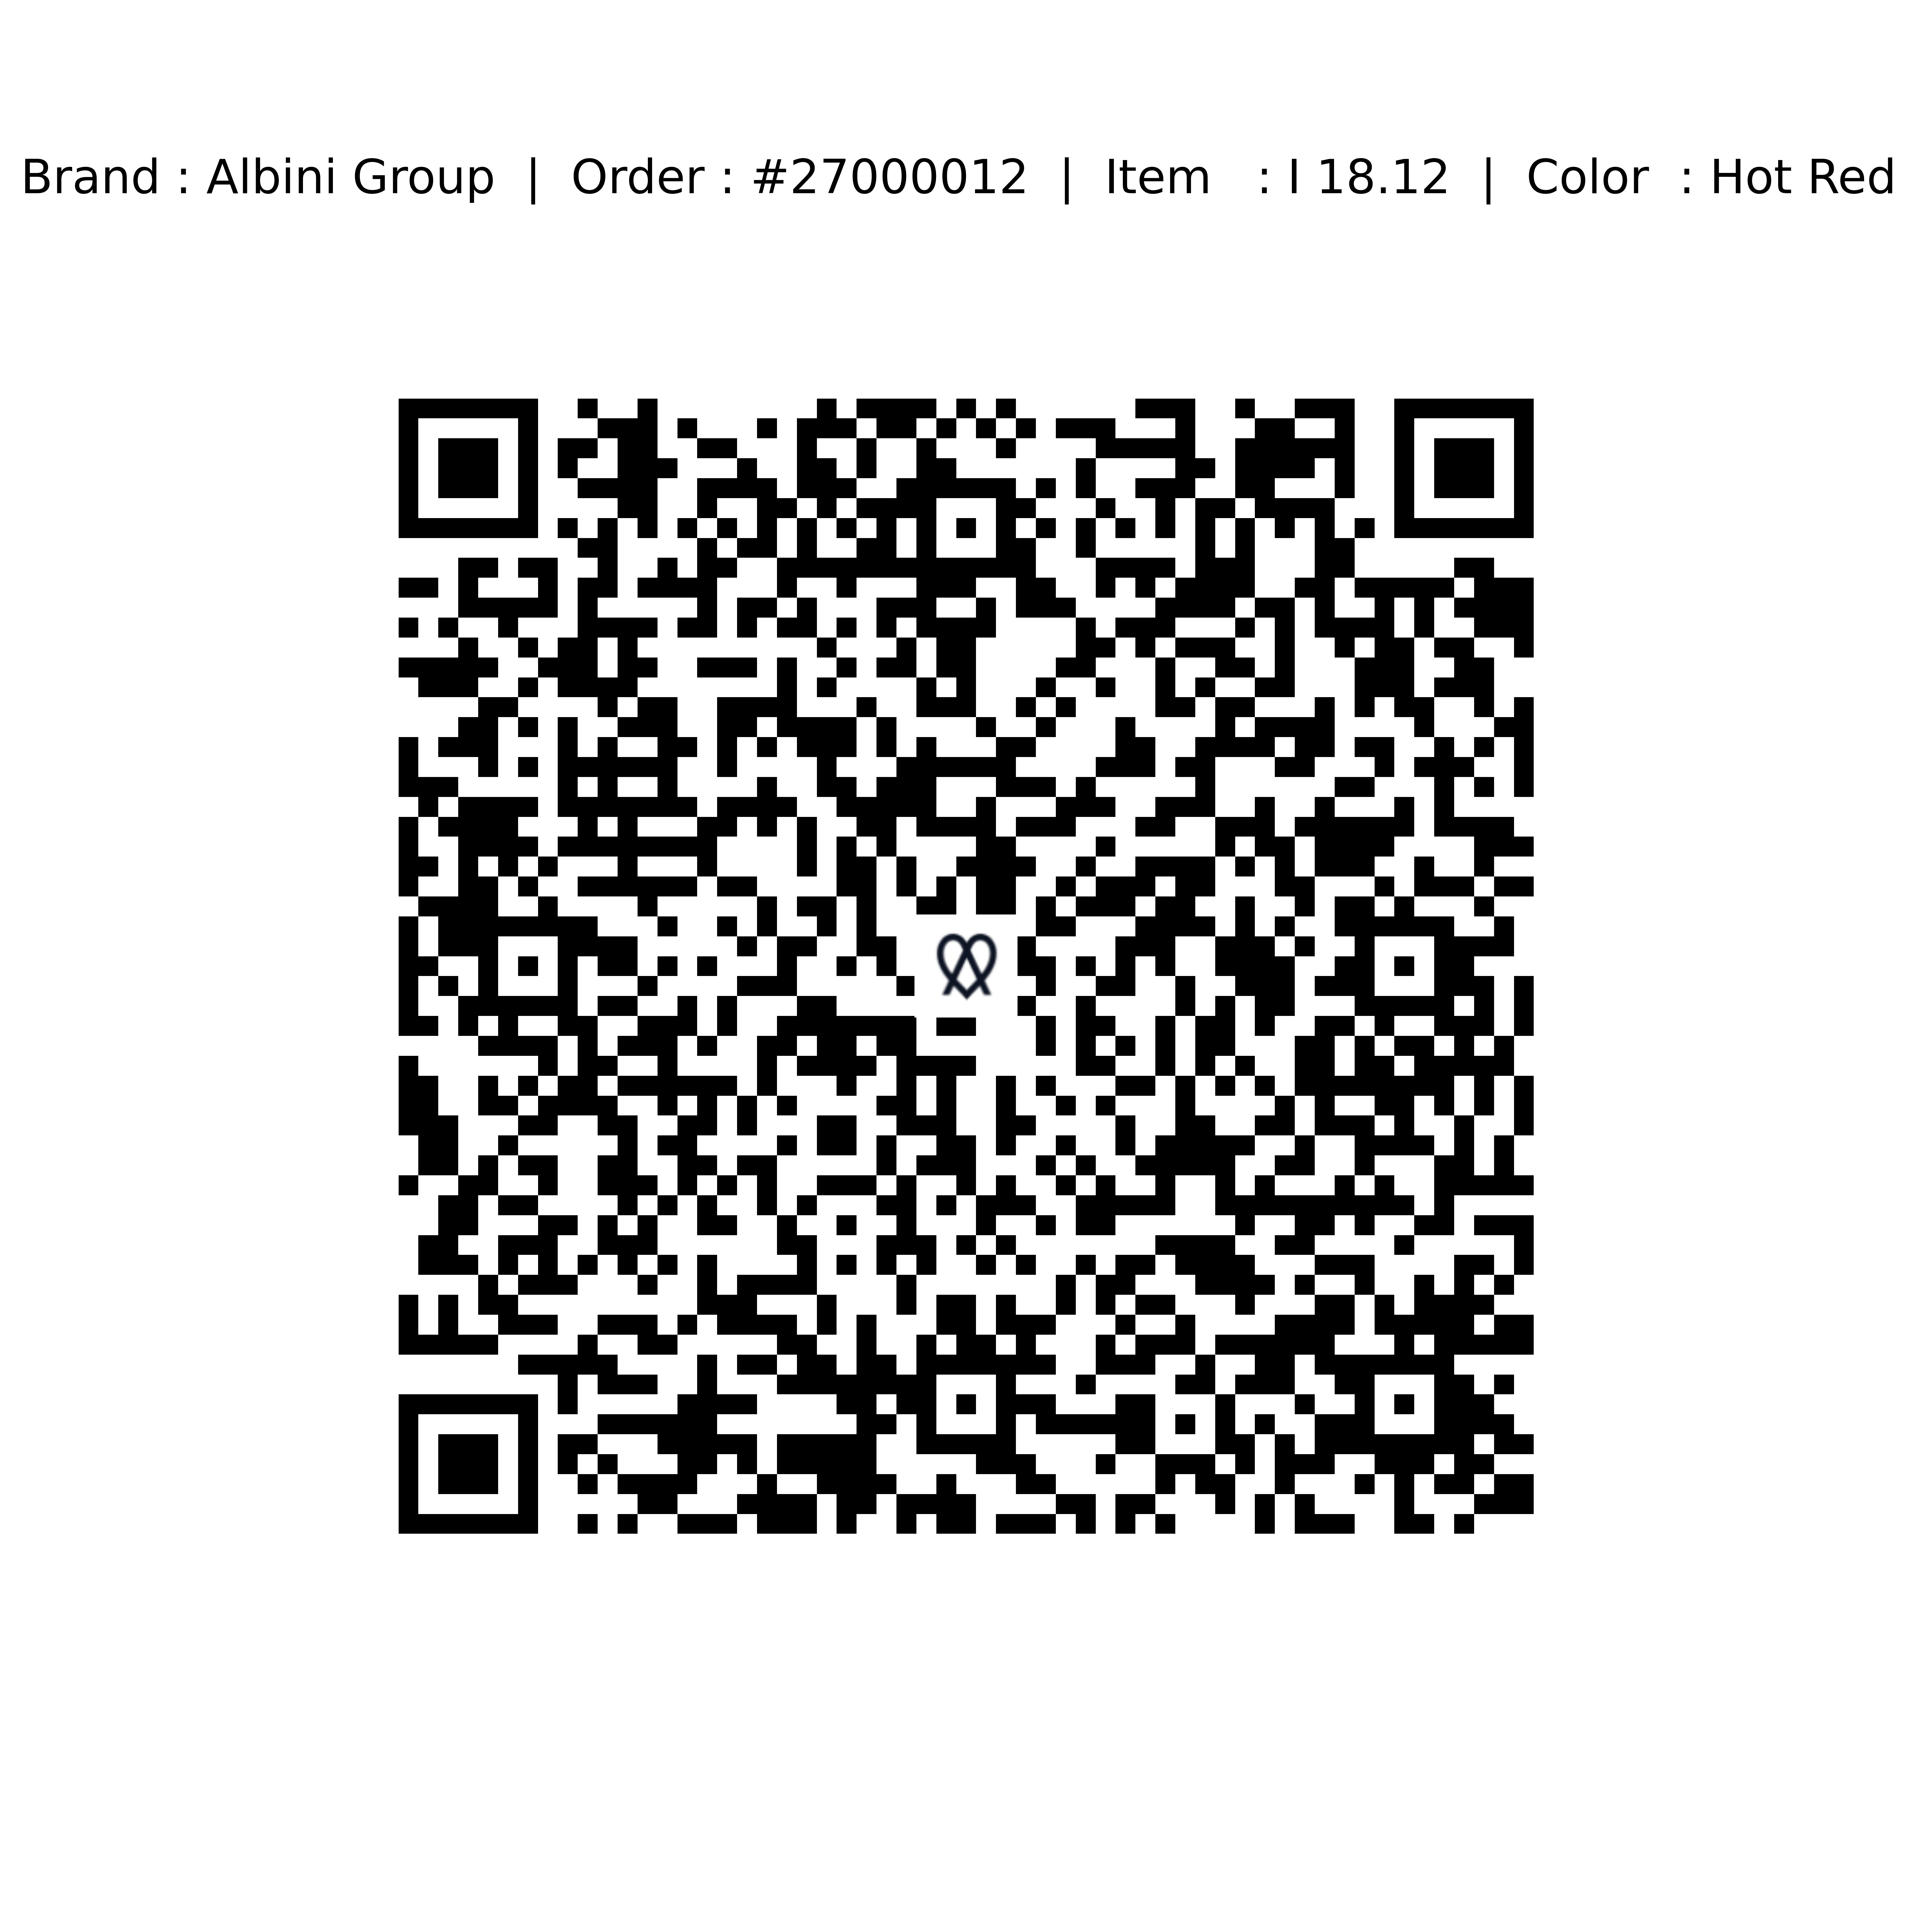 Brand : Albini Group | Order : #27000012 | Item : I 18.12 | Color : Hot Red